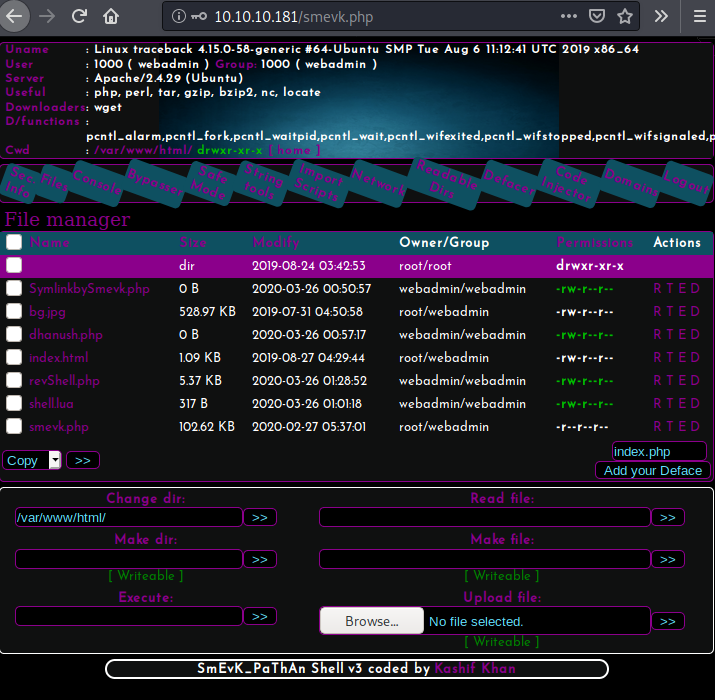 10.10.10.181/smevk.php
Uname : Linux traceback 4.15.0-58-generic #64-Ubuntu SMP Tue Aug 6 11:12:41 UTC 2019 x86_64
User : 1000 ( webadmin ) Group: 1000 ( webadmin )
Server : Apache/2.4.29 (Ubuntu)
Useful : php, perl, tar, gzip, bzip2, nc, locate
Downloaders : wget
D/functions :
pcntl_alarm,pcntl_fork,pcntl_waitpid,pcntl_wait,pcntl_wifexited,pcntl_wifstopped,pcntl_wifsignaled,p
Cwd : /var/www/html/ drwxr-xr-x [ home ]
Sec. Info Files Console Bypasser Safe Mode String tools Import Scripts Network Readable Dirs Defacer Code Injector Domains Logout
File manager
Name Size Modify Owner/Group Permissions Actions
dir 2019-08-24 03:42:53 root/root drwxr-xr-x
SymlinkbySmevk.php 0 B 2020-03-26 00:50:57 webadmin/webadmin -rw-r--r-- R T E D
bg.jpg 528.97 KB 2019-07-31 04:50:58 root/webadmin -rw-r--r-- R T E D
dhanush.php 0 B 2020-03-26 00:57:17 webadmin/webadmin -rw-r--r-- R T E D
index.html 1.09 KB 2019-08-27 04:29:44 root/webadmin -rw-r--r-- R T E D
revShell.php 5.37 KB 2020-03-26 01:28:52 webadmin/webadmin -rw-r--r-- R T E D
shell.lua 317 B 2020-03-26 01:01:18 webadmin/webadmin -rw-r--r-- R T E D
smevk.php 102.62 KB 2020-02-27 05:37:01 root/webadmin -r--r--r-- R T E D
Copy >> index.php
Add your Deface
Change dir: Read file:
/var/www/html/ >> >>
Make dir: Make file:
>> >>
[ Writeable ] [ Writeable ]
Execute: Upload file:
>> Browse... No file selected. >>
[ Writeable ]
SmEvK_PaThAn Shell v3 coded by Kashif Khan